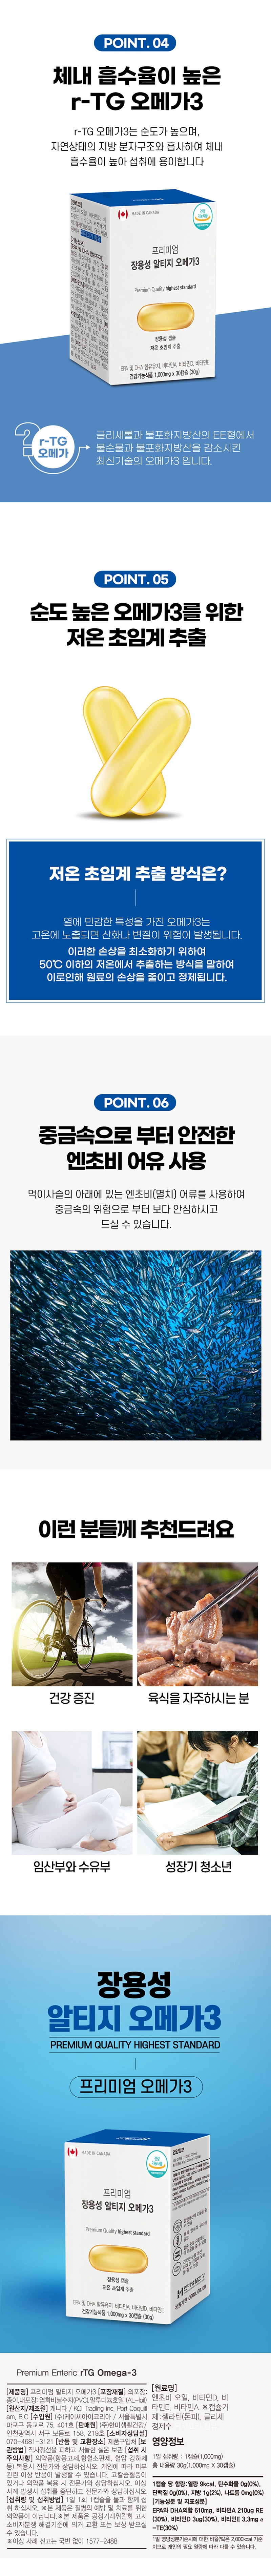 POINT. 04
체내 흡수율이 높은
r-TG 오메가3
r-TG 오메가3는 순도가 높으며,
자연상태의 지방 분자구조와 흡사하여 체내
흡수율이 높아 섭취에 용이합니다
MADE IN CANADA
프리미엄
장용성 알티지 오메가3
Premium Quality highest standard
장용성 캡슐
저온 초임계 추출
EPA 및 DHA 함유유지, 비타민A, 비타민D, 비타민E
건강기능식품 1,000mg x 30캡슐 (30g)
r-TG
오메가
글리세롤과 불포화지방산의 EE형에서
불순물과 불포화지방산을 감소시킨
최신기술의 오메가3 입니다.
POINT. 05
순도 높은 오메가3를 위한
저온 초임계 추출
저온 초임계 추출 방식은?
열에 민감한 특성을 가진 오메가3는
고온에 노출되면 산화나 변질이 위험이 발생됩니다.
이러한 손상을 최소화하기 위하여
50℃ 이하의 저온에서 추출하는 방식을 말하여
이로인해 원료의 손상을 줄이고 정제됩니다.
POINT. 06
중금속으로 부터 안전한
엔초비 어유 사용
먹이사슬의 아래에 있는 엔초비(멸치) 어류를 사용하여
중금속의 위험으로 부터 보다 안심하시고
드실 수 있습니다.
이런 분들께 추천드려요
건강 증진
육식을 자주하시는 분
임산부와 수유부
성장기 청소년
장용성
알티지 오메가3
PREMIUM QUALITY HIGHEST STANDARD
프리미엄 오메가3
MADE IN CANADA
프리미엄
장용성 알티지 오메가3
Premium Quality highest standard
장용성 캡슐
저온 초임계 추출
EPA 및 DHA 함유유지, 비타민A, 비타민D, 비타민E
건강기능식품 1,000mg x 30캡슐 (30g)
Premium Enteric rTG Omega-3
[제품명] 프리미엄 알티지 오메가3 [포장재질] 외포장:
종이,내포장:염화비닐수지(PVC),알루미늄호일 (AL-foil)
[원산지/제조원] 캐나다 / KCI Trading inc, Port Coquitl
am, B.C [수입원] (주)케이씨아이코리아 / 서울특별시
마포구 동교로 75, 401호 [판매원] (주)한미생활건강/
인천광역시 서구 보듬로 158, 219호 [소비자상담실]
070-4681-3121 [반품 및 교환장소] 제품구입처 [보
관방법] 직사광선을 피하고 서늘한 실온 보관 [섭취 시
주의사항] 의약품(항응고제,항혈소판제, 혈압 강하제
등) 복용시 전문가와 상담하십시오, 개인에 따라 피부
관련 이상 반응이 발생할 수 있습니다.
있거나 의약품 복용 시 전문가와 상담하십시오, 이상
사례 발생시 섭취를 중단하고 전문가와 상담하십시오
[섭취량 및 섭취방법] 1일 1회 1캡슐을 물과 함께 섭
취 하십시오. ※본 제품은 질병의 예방 및 치료를 위한
의약품이 아닙니다.※본 제품은 공정거래위원회 고시
소비자분쟁 해결기준에 의거 교환 또는 보상 받으실
수 있습니다.
※이상 사례 신고는 국번 없이 1577-2488
[원료명]
엔초비 오일, 비타민D, 비
타민E, 비타민A ※캡슐기
제:젤라틴(돈피), 글리세
정제수
영양정보
1일 섭취량 : 1캡슐(1,000mg)
총 내용량 30g(1,000mg X 30캡슐)
1캡슐 당 함량:열량 9kcal, 탄수화물 0g(0%),
단백질 0g(0%), 지방 1g(2%), 나트륨 0mg(0%)
[기능성분 및 지표성분]
EPA와 DHA의합 610mg, 비타민A 210ug RE
(30%), 비타민D 3ug(30%), 비타민E 3.3mg α
-TE(30%)
1일 영양성분기준치에 대한 비율(%)은 2,000kcal 기준
이므로 개인의 필요 열량에 따라 다를 수 있습니다.